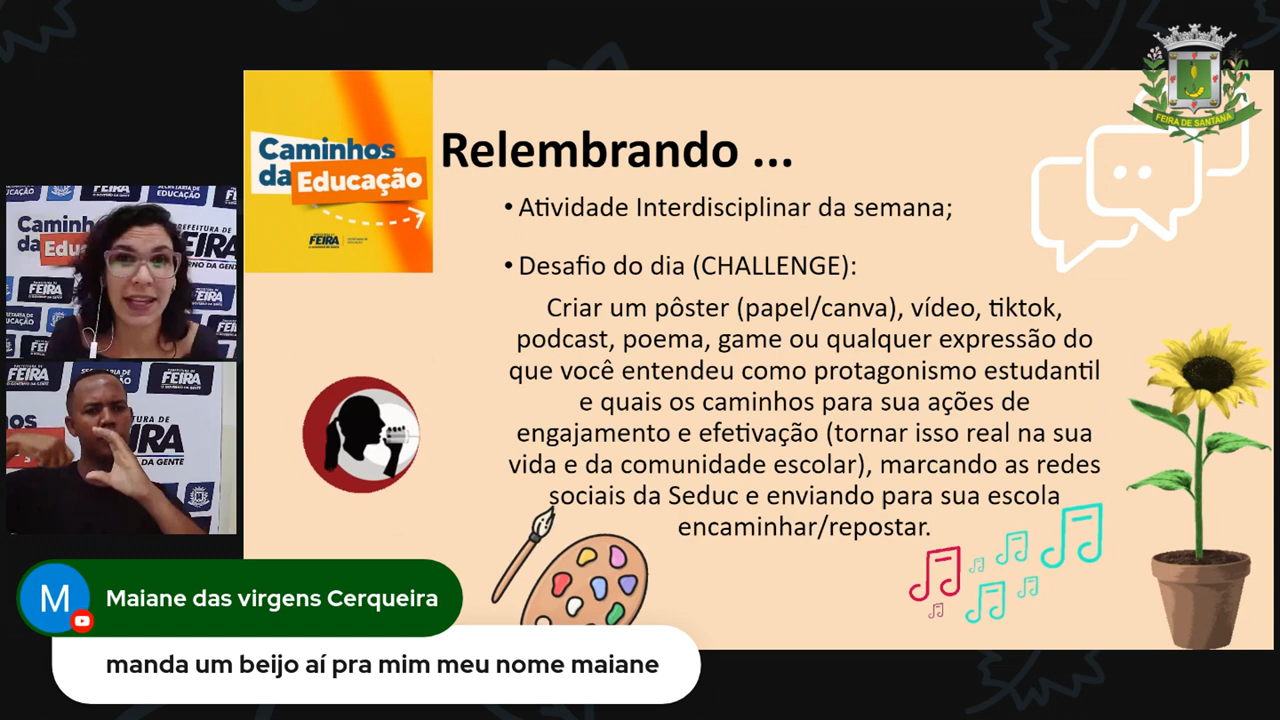 FEIRA DE SANTANA
Caminhos
da Educação
FEIRA
Relembrando ...
• Atividade Interdisciplinar da semana;
• Desafio do dia (CHALLENGE):
Criar um pôster (papel/canva), vídeo, tiktok,
podcast, poema, game ou qualquer expressão do
que você entendeu como protagonismo estudantil
e quais os caminhos para sua ações de
engajamento e efetivação (tornar isso real na sua
vida e da comunidade escolar), marcando as redes
sociais da Seduc e enviando para sua escola
encaminhar/repostar.
M
Maiane das virgens Cerqueira
manda um beijo aí pra mim meu nome maiane